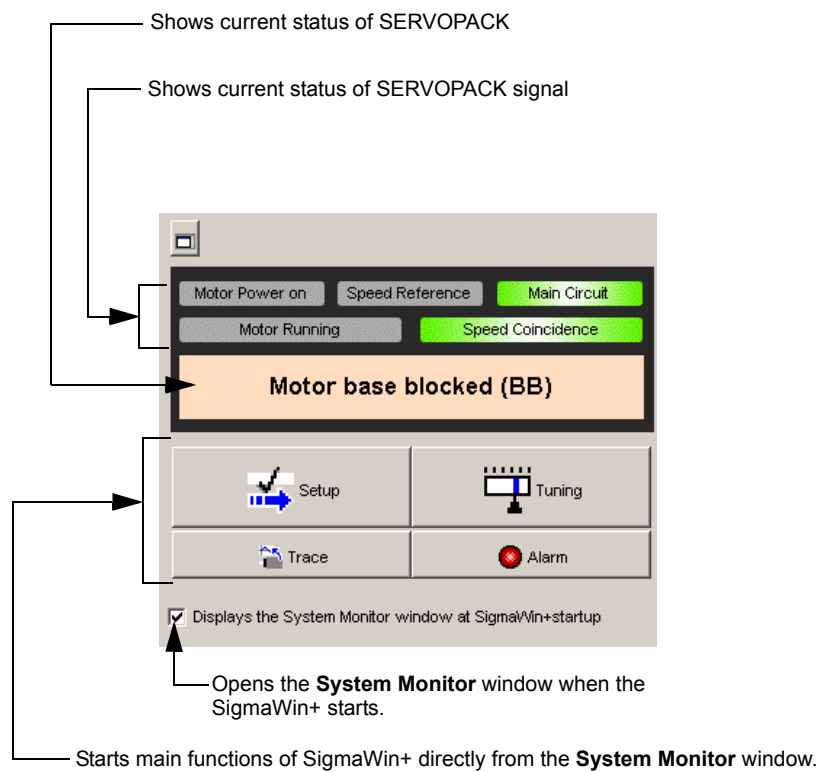 Shows current status of SERVOPACK
Shows current status of SERVOPACK signal
Motor Power on
Speed Reference
Main Circuit
Motor Running
Speed Coincidence
Motor base blocked (BB)
Setup
Tuning
Trace
Alarm
Displays the System Monitor window at SigmaWin+startup
Opens the System Monitor window when the
SigmaWin+ starts.
Starts main functions of SigmaWin+ directly from the System Monitor window.